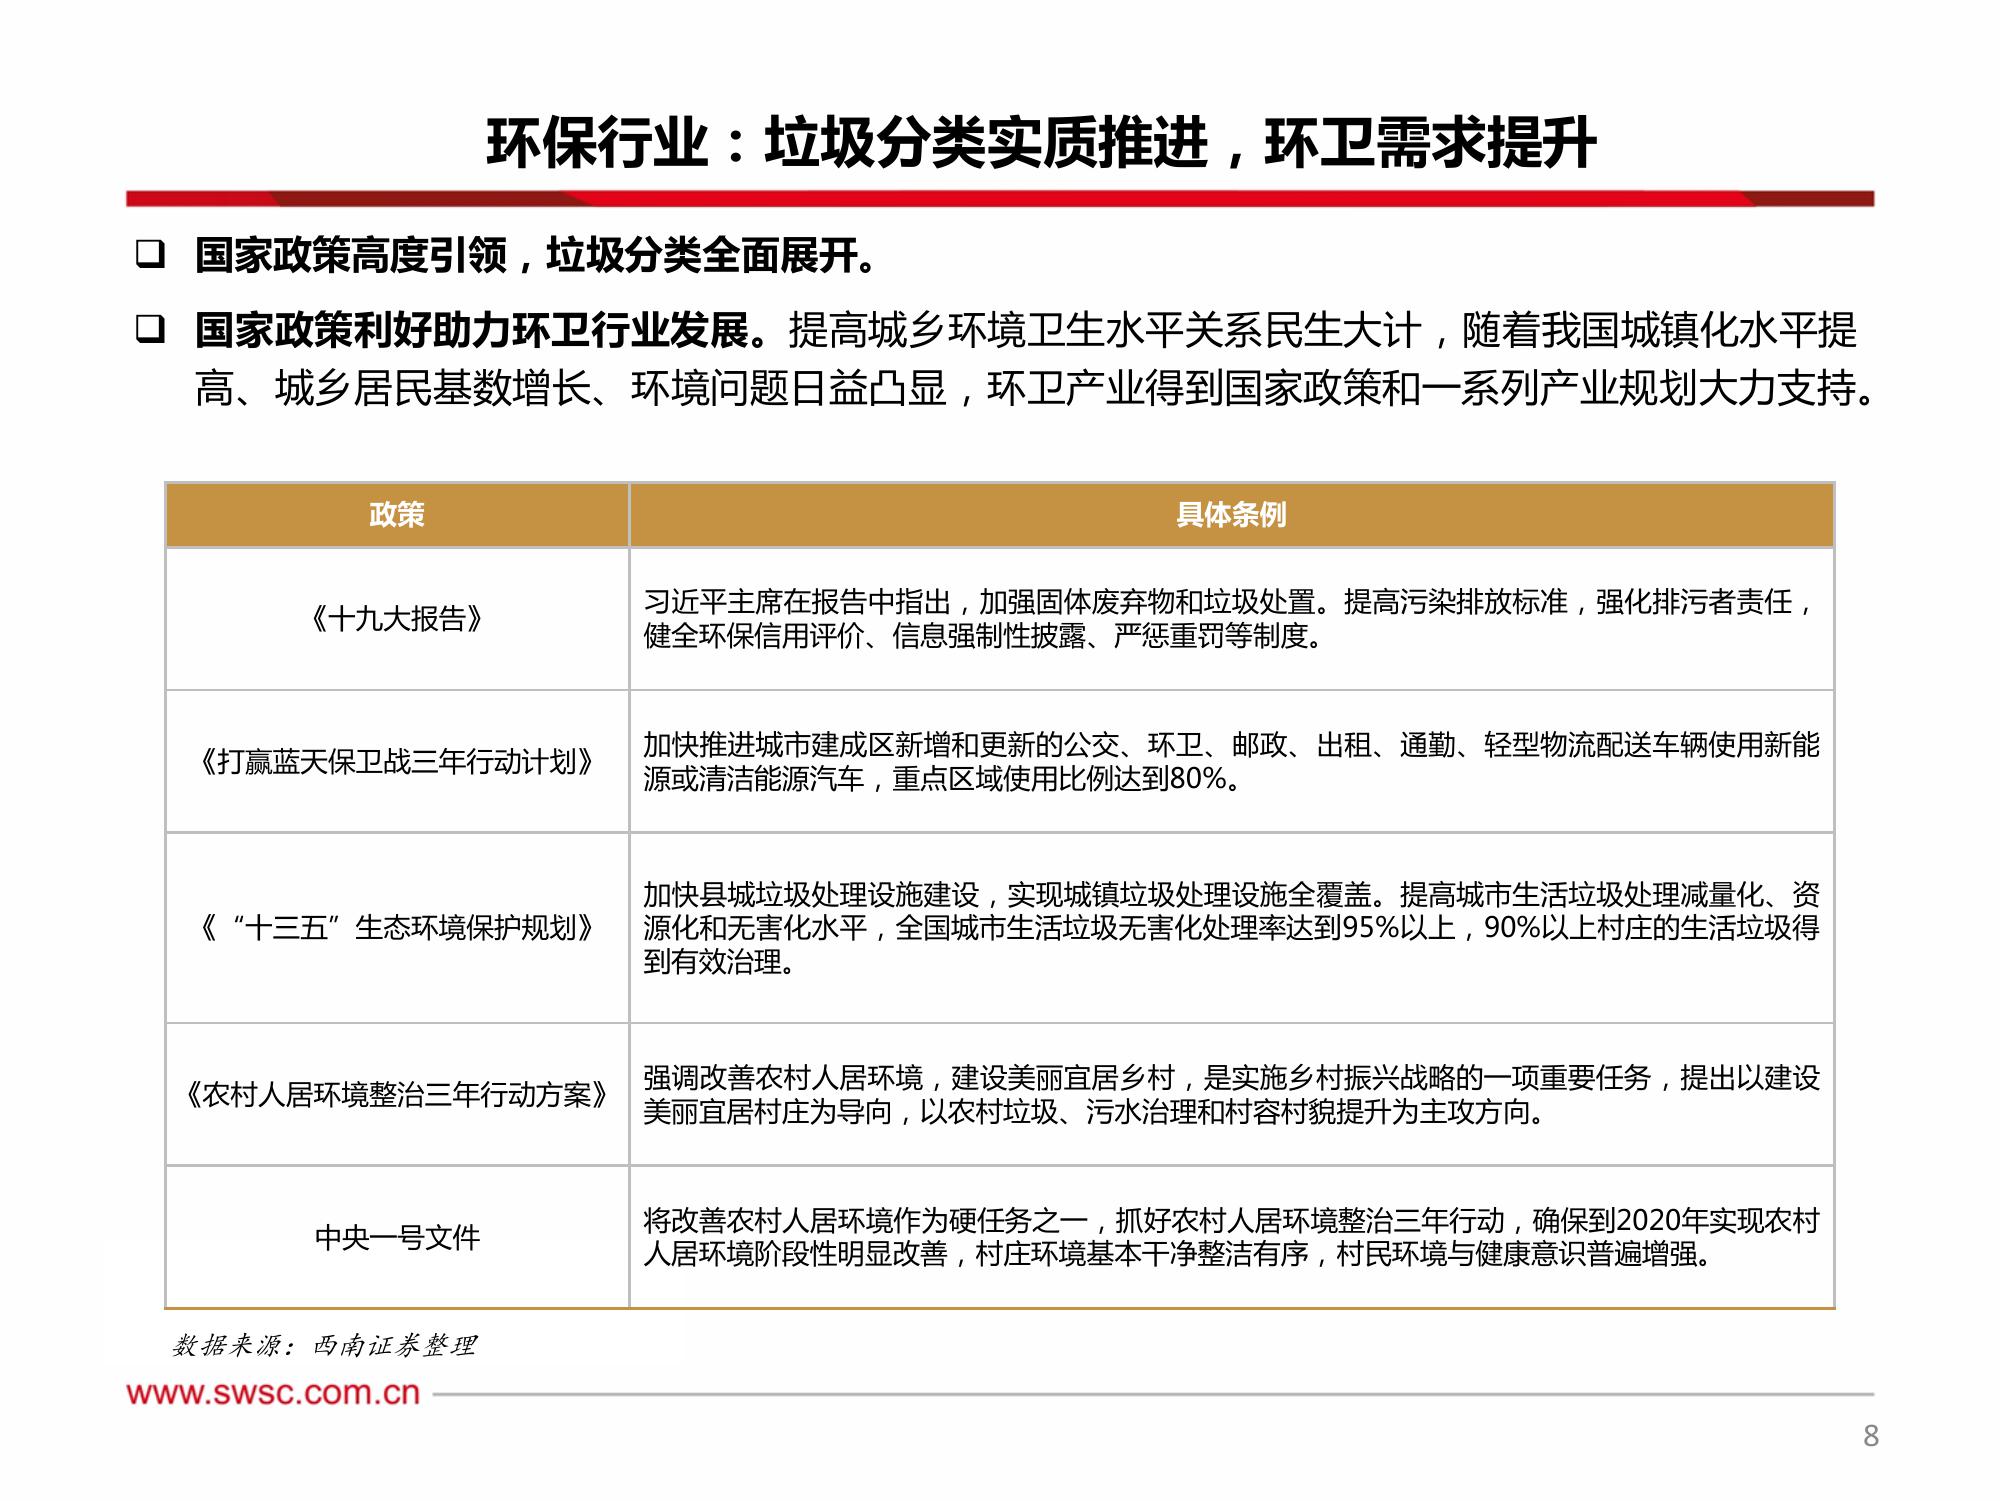 环保行业：垃圾分类实质推进，环卫需求提升
❑ 国家政策高度引领，垃圾分类全面展开。
❑ 国家政策利好助力环卫行业发展。提高城乡环境卫生水平关系民生大计，随着我国城镇化水平提
高、城乡居民基数增长、环境问题日益凸显，环卫产业得到国家政策和一系列产业规划大力支持。
政策 具体条例
《十九大报告》
习近平主席在报告中指出，加强固体废弃物和垃圾处置。提高污染排放标准，强化排污者责任，
健全环保信用评价、信息强制性披露、严惩重罚等制度。
《打赢蓝天保卫战三年行动计划》
加快推进城市建成区新增和更新的公交、环卫、邮政、出租、通勤、轻型物流配送车辆使用新能
源或清洁能源汽车，重点区域使用比例达到80%。
《“十三五”生态环境保护规划》
加快县城垃圾处理设施建设，实现城镇垃圾处理设施全覆盖。提高城市生活垃圾处理减量化、资
源化和无害化水平，全国城市生活垃圾无害化处理率达到95%以上，90%以上村庄的生活垃圾得
到有效治理。
《农村人居环境整治三年行动方案》
强调改善农村人居环境，建设美丽宜居乡村，是实施乡村振兴战略的一项重要任务，提出以建设
美丽宜居村庄为导向，以农村垃圾、污水治理和村容村貌提升为主攻方向。
中央一号文件
将改善农村人居环境作为硬任务之一，抓好农村人居环境整治三年行动，确保到2020年实现农村
人居环境阶段性明显改善，村庄环境基本干净整洁有序，村民环境与健康意识普遍增强。
数据来源：西南证券整理
www.swsc.com.cn
8